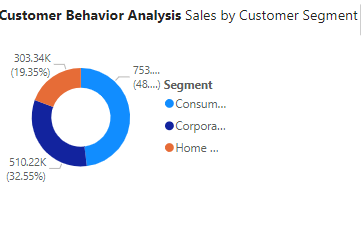 Customer Behavior Analysis Sales by Customer Segment
303.34K
(19.35%)
753....
(48....)
Segment
Consum...
Corpora...
Home ...
510.22K
(32.55%)